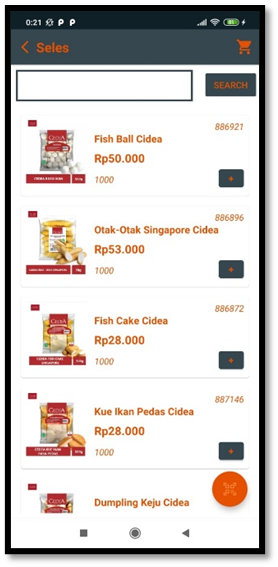 0:21
Seles
SEARCH
886921
Fish Ball Cidea
Rp50.000
1000
+
886896
Otak-Otak Singapore Cidea
Rp53.000
1000
+
886872
Fish Cake Cidea
Rp28.000
1000
+
887146
Kue Ikan Pedas Cidea
Rp28.000
1000
+
Dumpling Keju Cidea